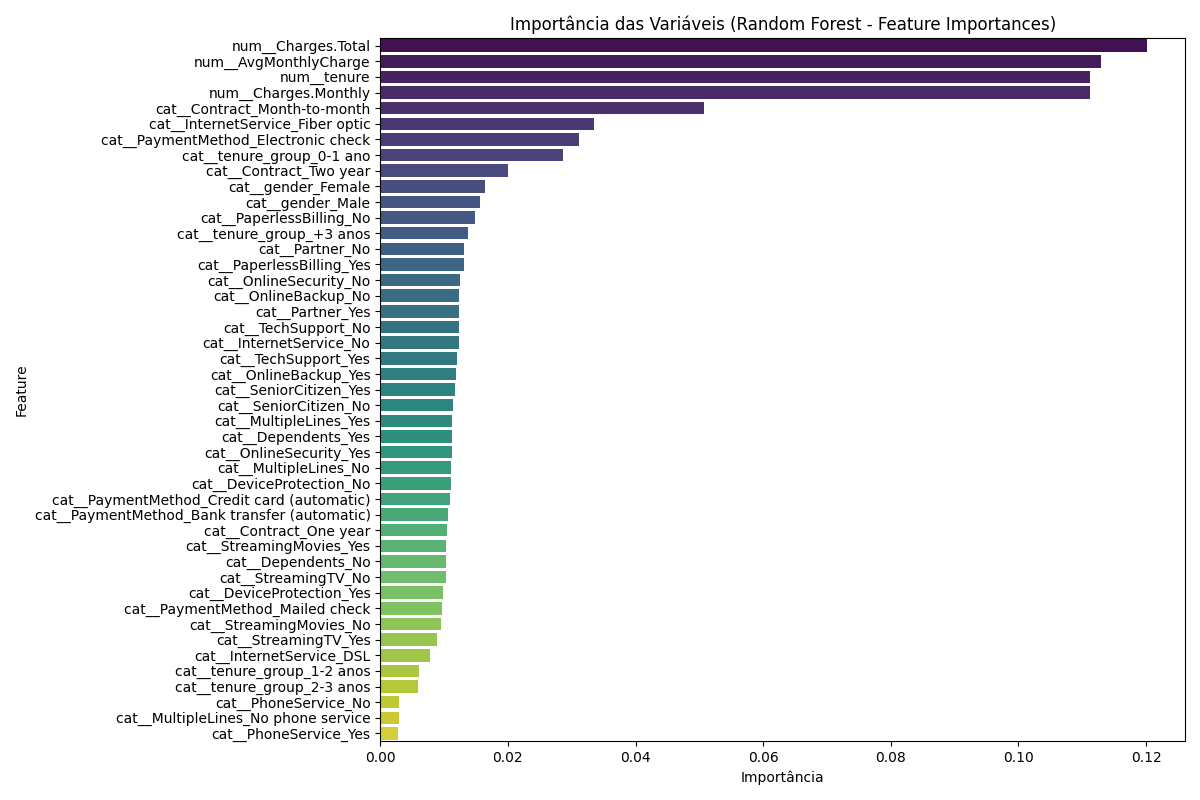 Importância das Variáveis (Random Forest - Feature Importances)
Feature
num__Charges.Total
num__AvgMonthlyCharge
num__tenure
num__Charges.Monthly
cat__Contract_Month-to-month
cat__InternetService_Fiber optic
cat__PaymentMethod_Electronic check
cat__tenure_group_0-1 ano
cat__Contract_Two year
cat__gender_Female
cat__gender_Male
cat__PaperlessBilling_No
cat__tenure_group_+3 anos
cat__Partner_No
cat__PaperlessBilling_Yes
cat__OnlineSecurity_No
cat__OnlineBackup_No
cat__Partner_Yes
cat__TechSupport_No
cat__InternetService_No
cat__TechSupport_Yes
cat__OnlineBackup_Yes
cat__SeniorCitizen_Yes
cat__SeniorCitizen_No
cat__MultipleLines_Yes
cat__Dependents_Yes
cat__OnlineSecurity_Yes
cat__MultipleLines_No
cat__DeviceProtection_No
cat__PaymentMethod_Credit card (automatic)
cat__PaymentMethod_Bank transfer (automatic)
cat__Contract_One year
cat__StreamingMovies_Yes
cat__Dependents_No
cat__StreamingTV_No
cat__DeviceProtection_Yes
cat__PaymentMethod_Mailed check
cat__StreamingMovies_No
cat__StreamingTV_Yes
cat__InternetService_DSL
cat__tenure_group_1-2 anos
cat__tenure_group_2-3 anos
cat__PhoneService_No
cat__MultipleLines_No phone service
cat__PhoneService_Yes
0.00 0.02 0.04 0.06 0.08 0.10 0.12
Importância